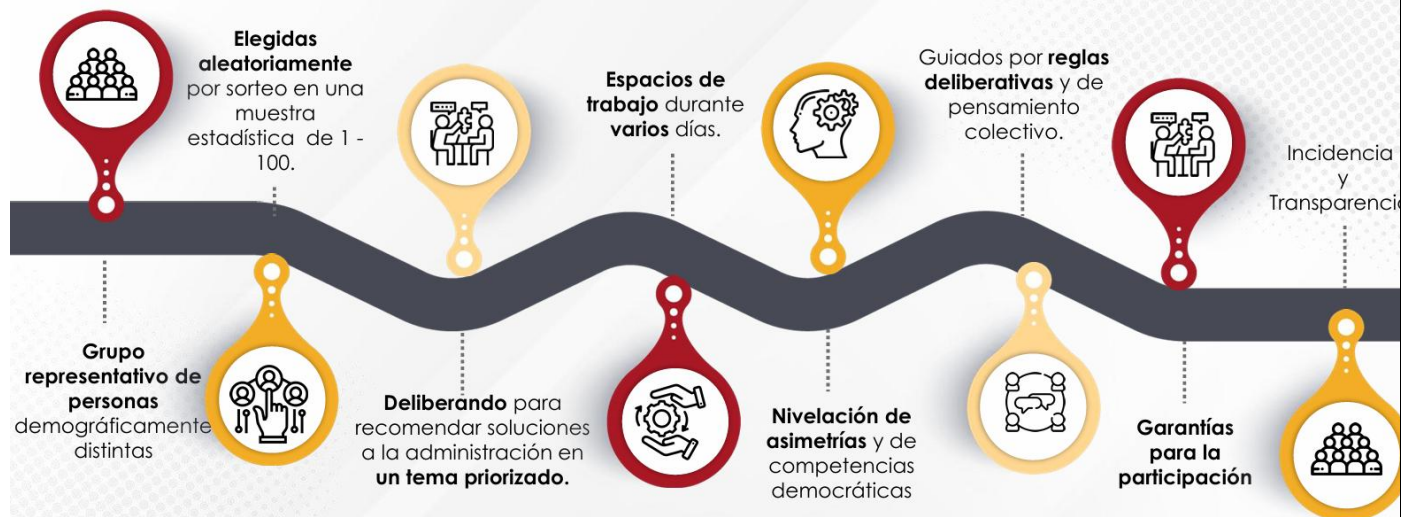 Grupo
representativo de
personas
demográficamente
distintas
Elegidas
aleatoriamente
por sorteo en una
muestra
estadística de 1 -
100.
Deliberando para
recomendar soluciones
a la administración en
un tema priorizado.
Espacios de
trabajo durante
varios días.
Nivelación de
asimetrías y de
competencias
democráticas
Guiados por reglas
deliberativas y de
pensamiento
colectivo.
Garantías
para la
participación
Incidencia
y
Transparencia